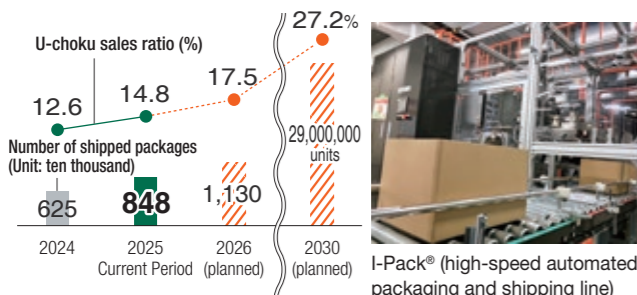 27.2%
U-choku sales ratio (%)
17.5
14.8
12.6
Number of shipped packages
(Unit: ten thousand)
29,000,000
units
625
848
1,130
2024
2025
Current Period
2026
(planned)
2030
(planned)
I-Pack® (high-speed automated
packaging and shipping line)